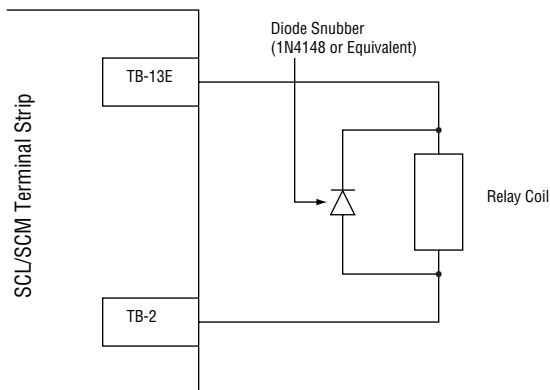 Diode Snubber
(1N4148 or Equivalent)
TB-13E
SCL/SCM Terminal Strip
Relay Coil
TB-2